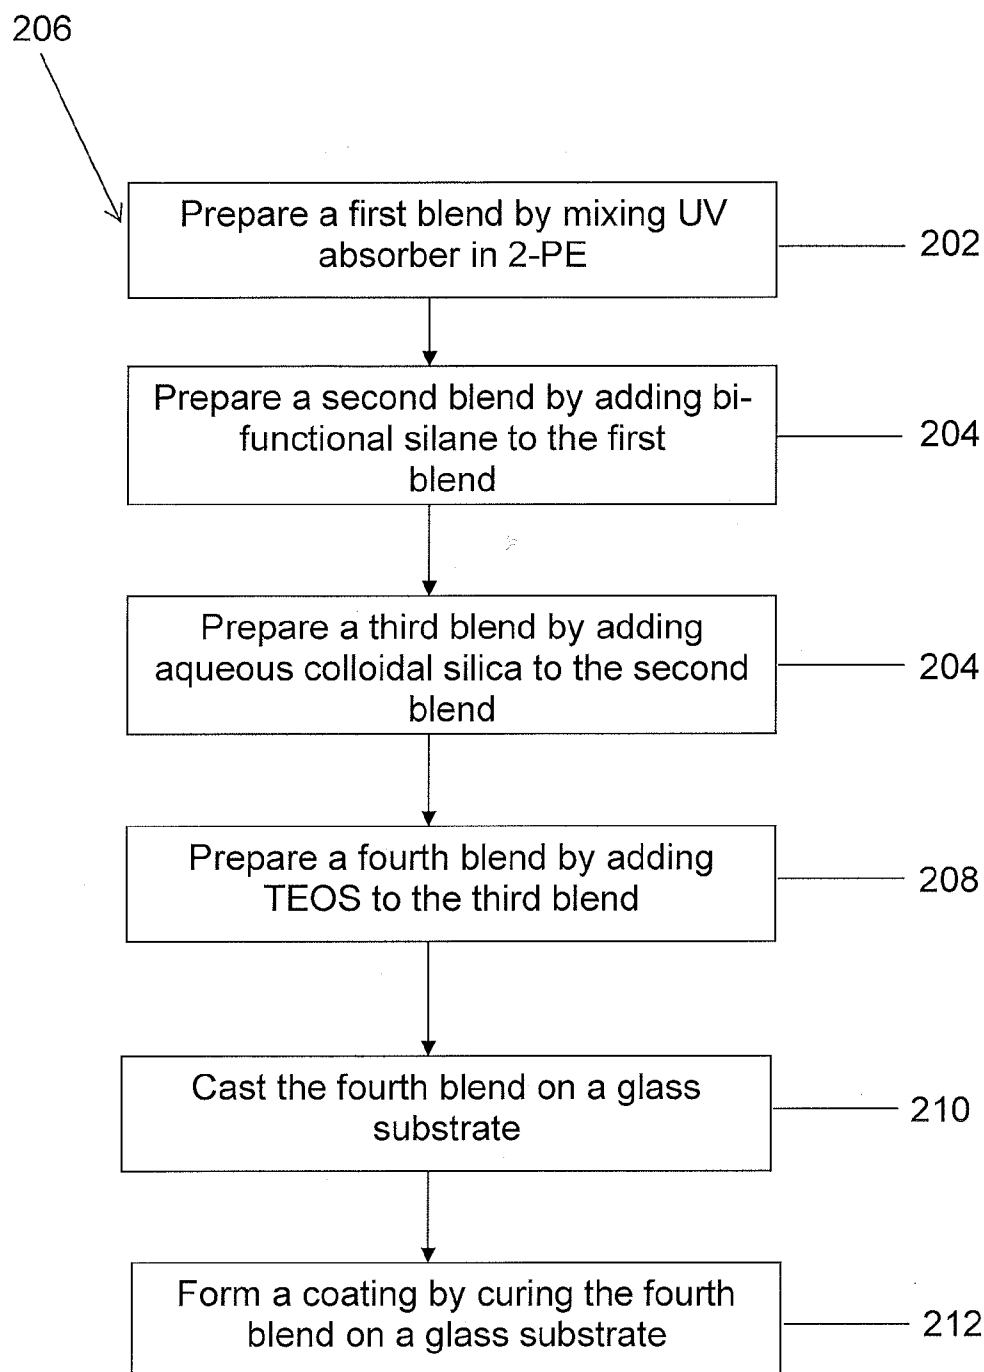 206
Prepare a first blend by mixing UV
absorber in 2-PE
202
Prepare a second blend by adding bi-
functional silane to the first
blend
204
Prepare a third blend by adding
aqueous colloidal silica to the second
blend
204
Prepare a fourth blend by adding
TEOS to the third blend
208
Cast the fourth blend on a glass
substrate
210
Form a coating by curing the fourth
blend on a glass substrate
212